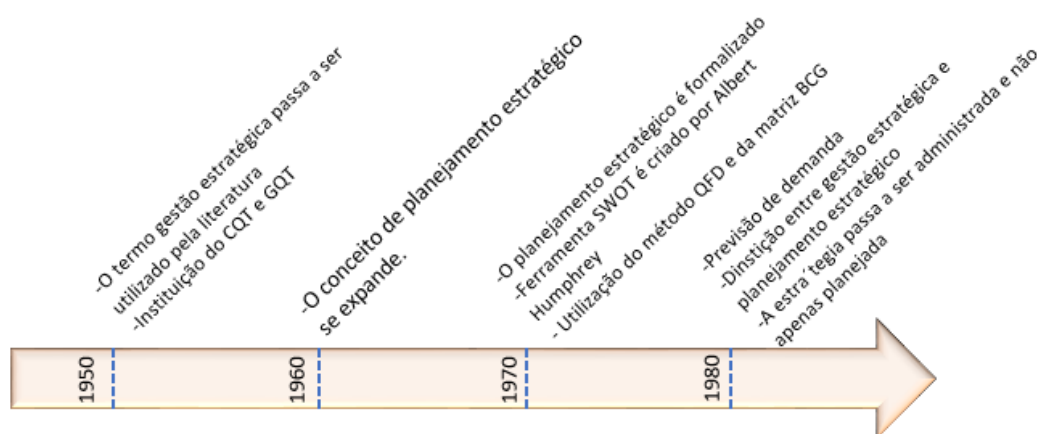 -O termo gestão estratégica passa a ser
utilizado pela literatura
-Instituição do CQT e GQT
-O conceito de planejamento estratégico
se expande.
-O planejamento estratégico é formalizado
-Ferramenta SWOT é criado por Albert
Humphrey
- Utilização do método QFD e da matriz BCG
-Previsão de demanda
-Dinstição entre gestão estratégica e
planejamento estratégico
-A estra´tegia passa a ser administrada e não
apenas planejada
1950
1960
1970
1980